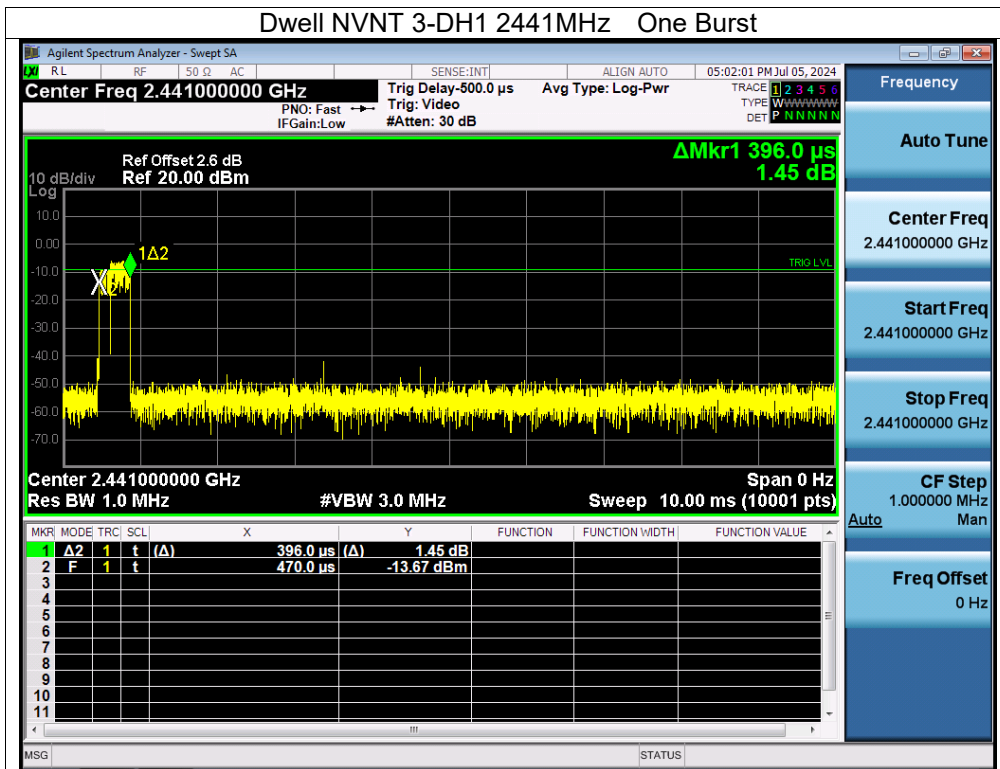 Dwell NVNT 3-DH1 2441MHz One Burst
Agilent Spectrum Analyzer - Swept SA
LXI RL RF 50 Ω AC SENSE:INT ALIGN AUTO 05:02:01 PM Jul 05, 2024
Center Freq 2.441000000 GHz
PNO: Fast
IFGain:Low
Trig Delay-500.0 µs
Trig: Video
#Atten: 30 dB
Avg Type: Log-Pwr
TRACE 1 2 3 4 5 6
TYPE WWWWWW
DET P N N N N N
ΔMkr1 396.0 µs
1.45 dB
Ref Offset 2.6 dB
10 dB/div Ref 20.00 dBm
Log
10.0
0.00
-10.0
-20.0
-30.0
-40.0
-50.0
-60.0
-70.0
1Δ2
2
TRIG LVL
Center 2.441000000 GHz Span 0 Hz
Res BW 1.0 MHz #VBW 3.0 MHz Sweep 10.00 ms (10001 pts)
MKR MODE TRC SCL X Y FUNCTION FUNCTION WIDTH FUNCTION VALUE
1 Δ2 1 t (Δ) 396.0 µs (Δ) 1.45 dB
2 F 1 t 470.0 µs -13.67 dBm
3
4
5
6
7
8
9
10
11
MSG STATUS
Frequency
Auto Tune
Center Freq
2.441000000 GHz
Start Freq
2.441000000 GHz
Stop Freq
2.441000000 GHz
CF Step
1.000000 MHz
Auto Man
Freq Offset
0 Hz